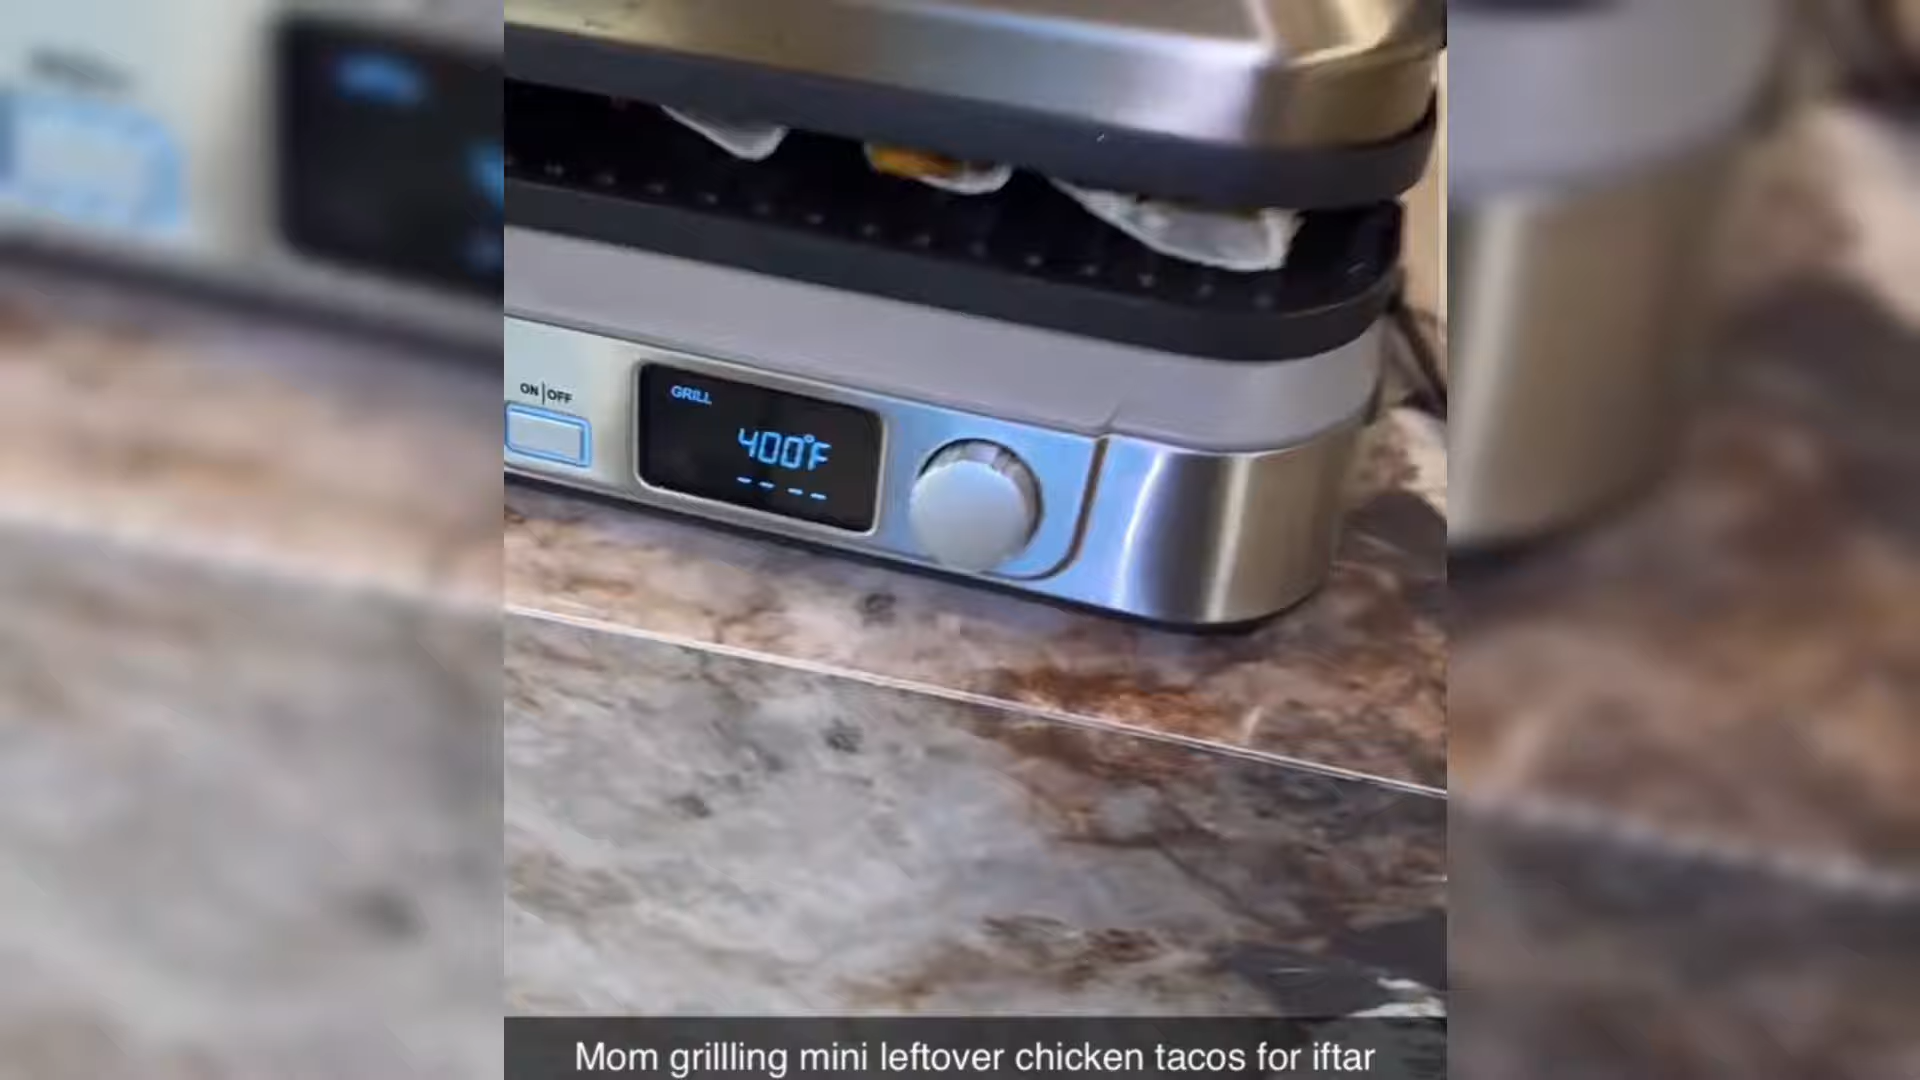 ON|OFF
GRILL
400°F
-- --
Mom grillling mini leftover chicken tacos for iftar